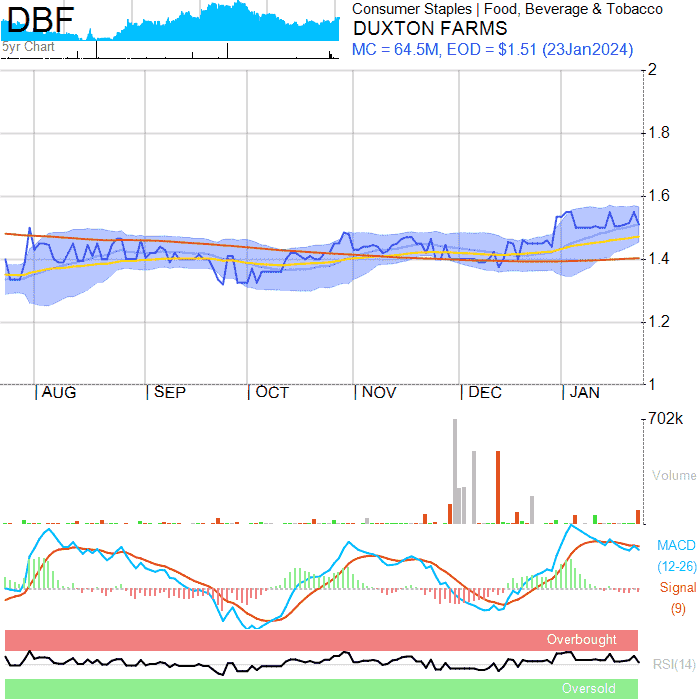 DBF
5yr Chart
Consumer Staples | Food, Beverage & Tobacco
DUXTON FARMS
MC = 64.5M, EOD = $1.51 (23Jan2024)
2
1.8
1.6
1.4
1.2
1
AUG SEP OCT NOV DEC JAN
702k
Volume
MACD
(12-26)
Signal
(9)
Overbought
RSI(14)
Oversold